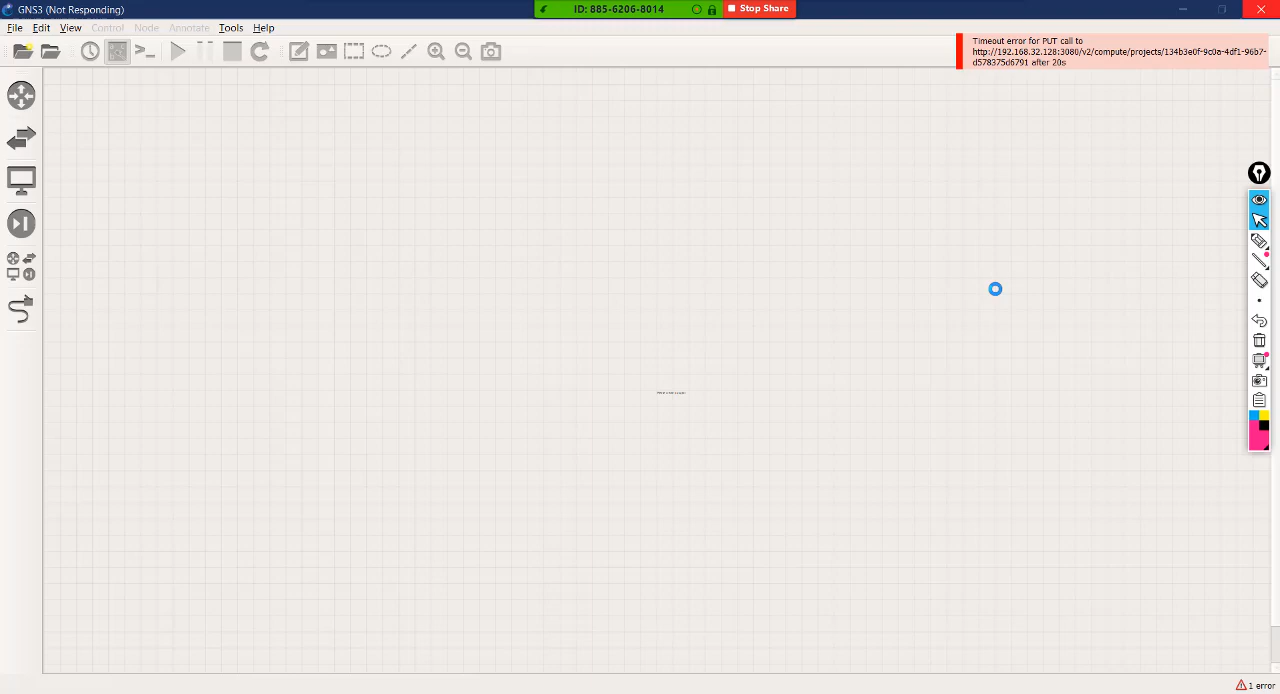 GNS3 (Not Responding)
ID: 885-6206-8014
Stop Share
File Edit View Control Node Annotate Tools Help
Timeout error for PUT call to
http://192.168.32.128:3080/v2/compute/projects/134b3e0f-9c0a-4df1-96b7-
d578375d6791 after 20s
1 error